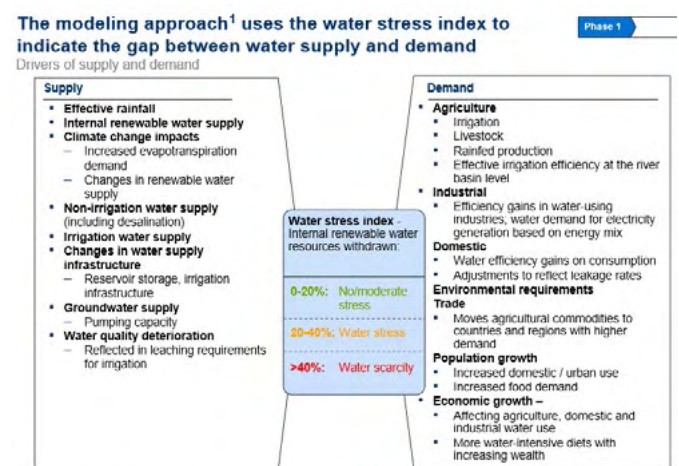 The modeling approach¹ uses the water stress index to
indicate the gap between water supply and demand
Phase 1
Drivers of supply and demand
Supply
▪ Effective rainfall
▪ Internal renewable water supply
▪ Climate change impacts
– Increased evapotranspiration
demand
– Changes in renewable water
supply
▪ Non-irrigation water supply
(including desalination)
▪ Irrigation water supply
▪ Changes in water supply
infrastructure
– Reservoir storage, irrigation
infrastructure
▪ Groundwater supply
– Pumping capacity
▪ Water quality deterioration
– Reflected in leaching requirements
for irrigation
Water stress index -
Internal renewable water
resources withdrawn:
0-20%: No/moderate
stress
20-40%: Water stress
>40%: Water scarcity
Demand
▪ Agriculture
▪ Irrigation
▪ Livestock
▪ Rainfed production
▪ Effective irrigation efficiency at the river
basin level
▪ Industrial
▪ Efficiency gains in water-using
industries; water demand for electricity
generation based on energy mix
Domestic
▪ Water efficiency gains on consumption
▪ Adjustments to reflect leakage rates
Environmental requirements
Trade
▪ Moves agricultural commodities to
countries and regions with higher
demand
Population growth
▪ Increased domestic / urban use
▪ Increased food demand
▪ Economic growth –
▪ Affecting agriculture, domestic and
industrial water use
▪ More water-intensive diets with
increasing wealth